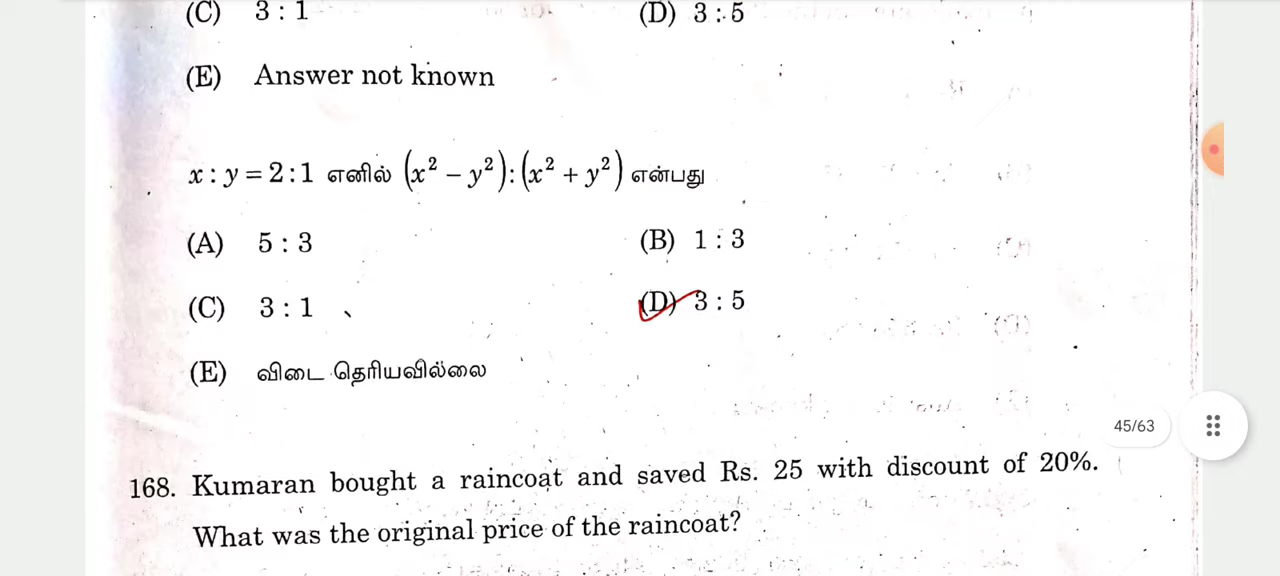 (C) 3 : 1 (D) 3 : 5
(E) Answer not known
x : y = 2 : 1 எனில் (x² − y²) : (x² + y²) என்பது
(A) 5 : 3 (B) 1 : 3
(C) 3 : 1 (D) 3 : 5
(E) விடை தெரியவில்லை
45/63
168. Kumaran bought a raincoat and saved Rs. 25 with discount of 20%.
What was the original price of the raincoat?